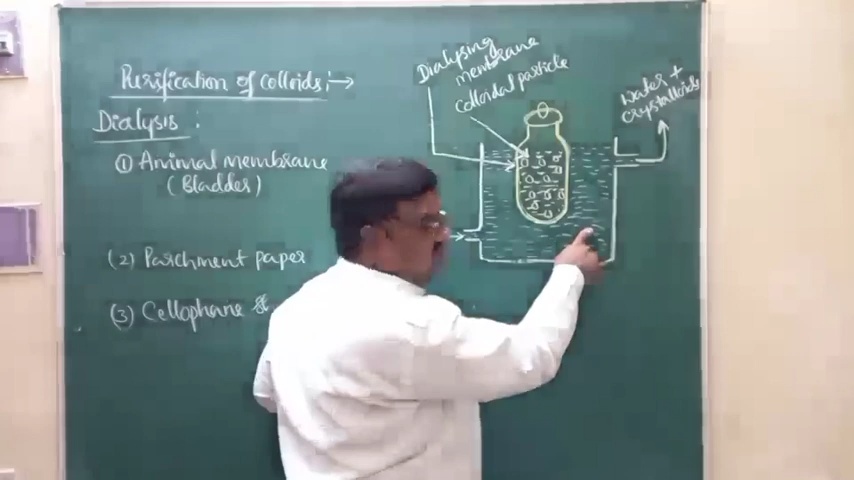 Purification of Colloids :→
Dialysis :
① Animal membrane
(Bladder)
(2) Parchment paper
(3) Cellophane
Dialysing
membrane
colloidal particle
Water +
crystalloids